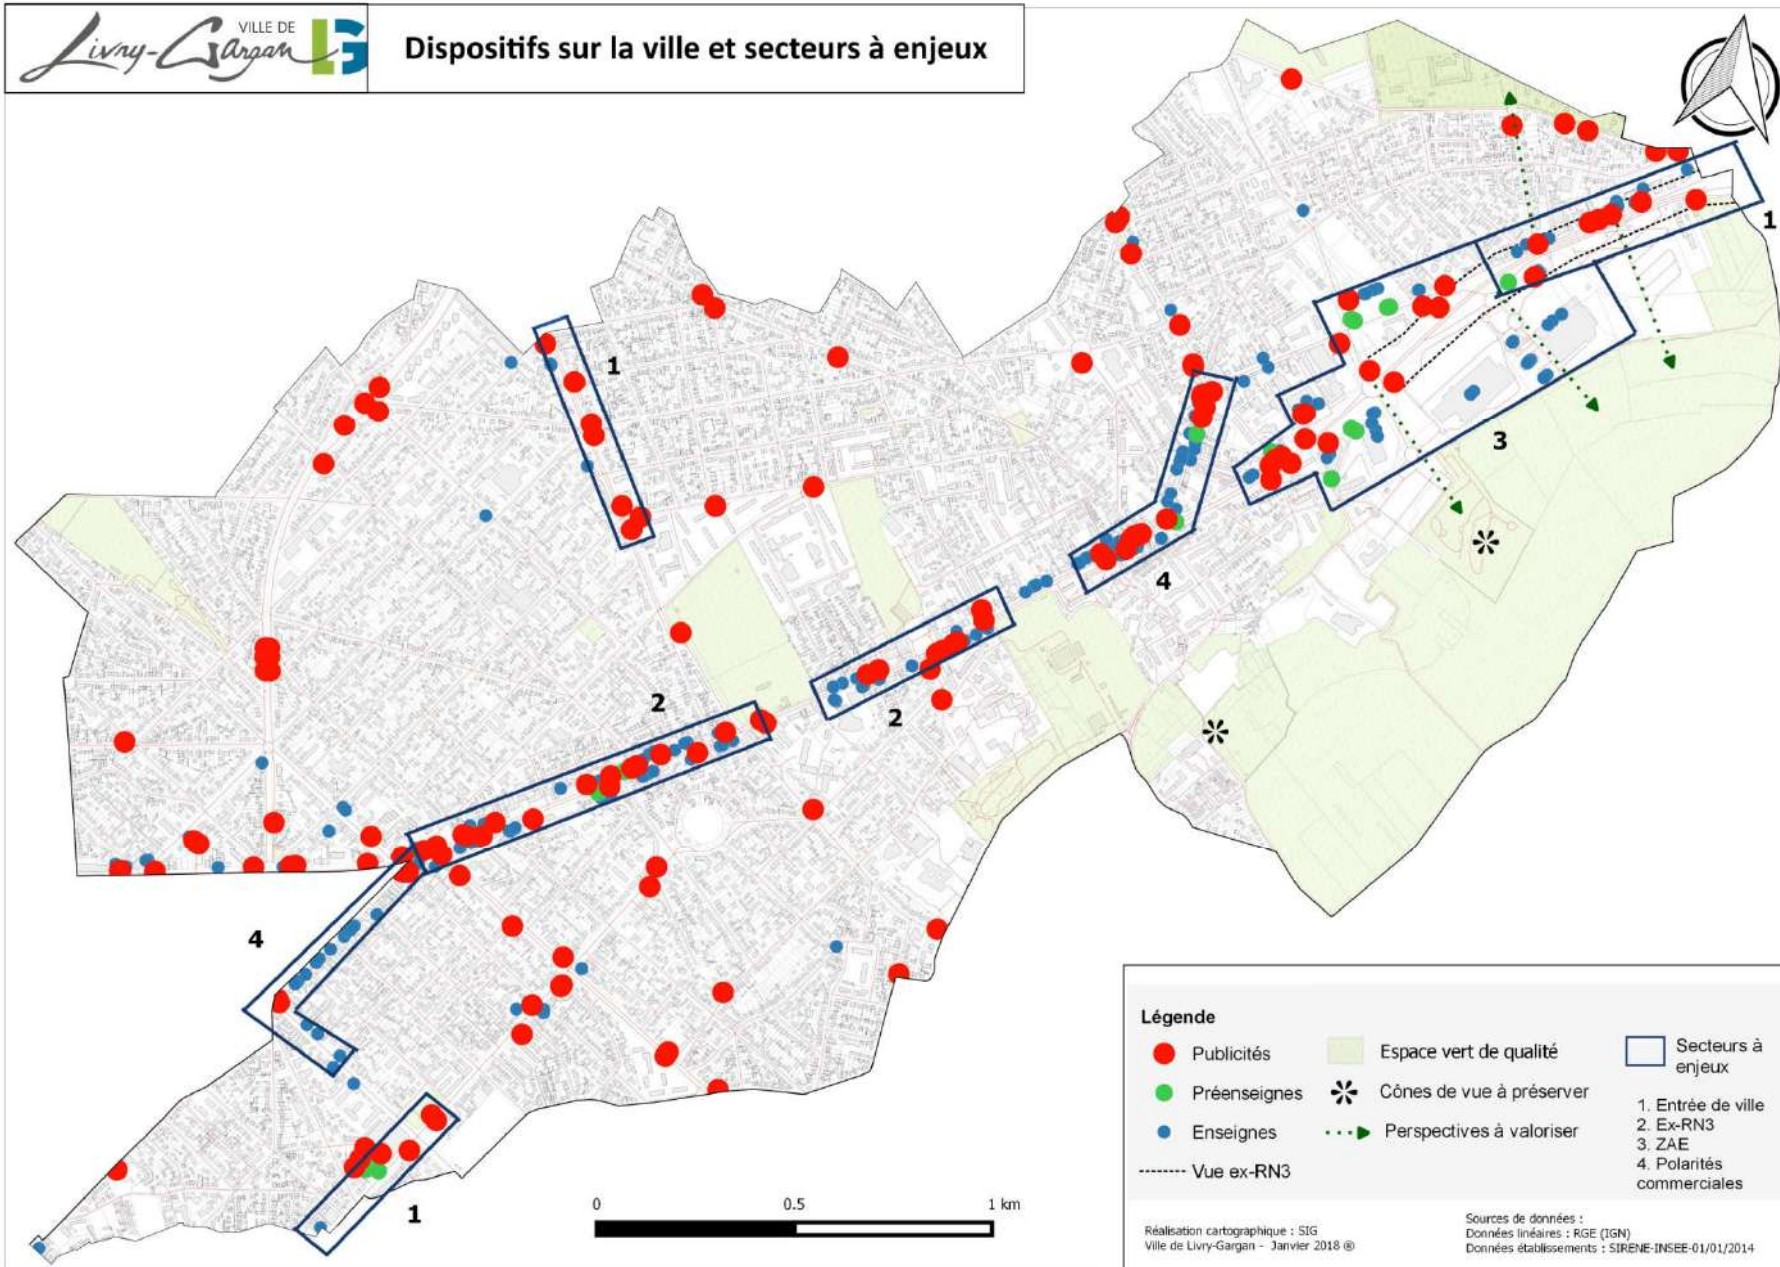 VILLE DE
Livry-Gargan LG
Dispositifs sur la ville et secteurs à enjeux
1
1
3
4
2
2
4
1
Légende
Publicités
Préenseignes
Enseignes
Vue ex-RN3
Espace vert de qualité
Cônes de vue à préserver
Perspectives à valoriser
Secteurs à
enjeux
1. Entrée de ville
2. Ex-RN3
3. ZAE
4. Polarités
commerciales
0 0.5 1 km
Réalisation cartographique : SIG
Ville de Livry-Gargan - Janvier 2018 ®
Sources de données :
Données linéaires : RGE (IGN)
Données établissements : SIRENE-INSEE-01/01/2014